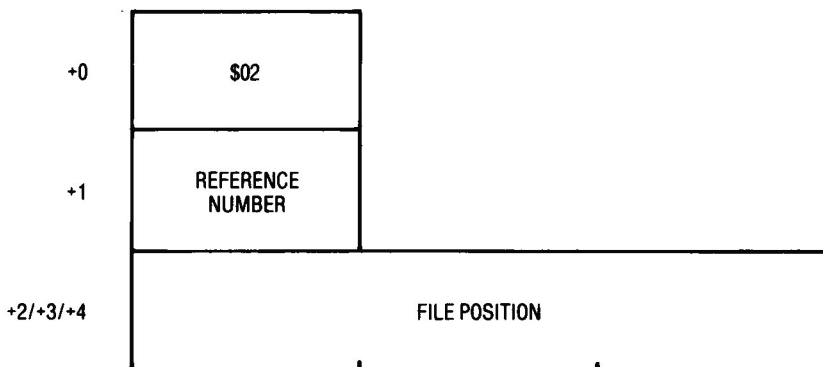 +0 $02
+1 REFERENCE
NUMBER
+2/+3/+4 FILE POSITION